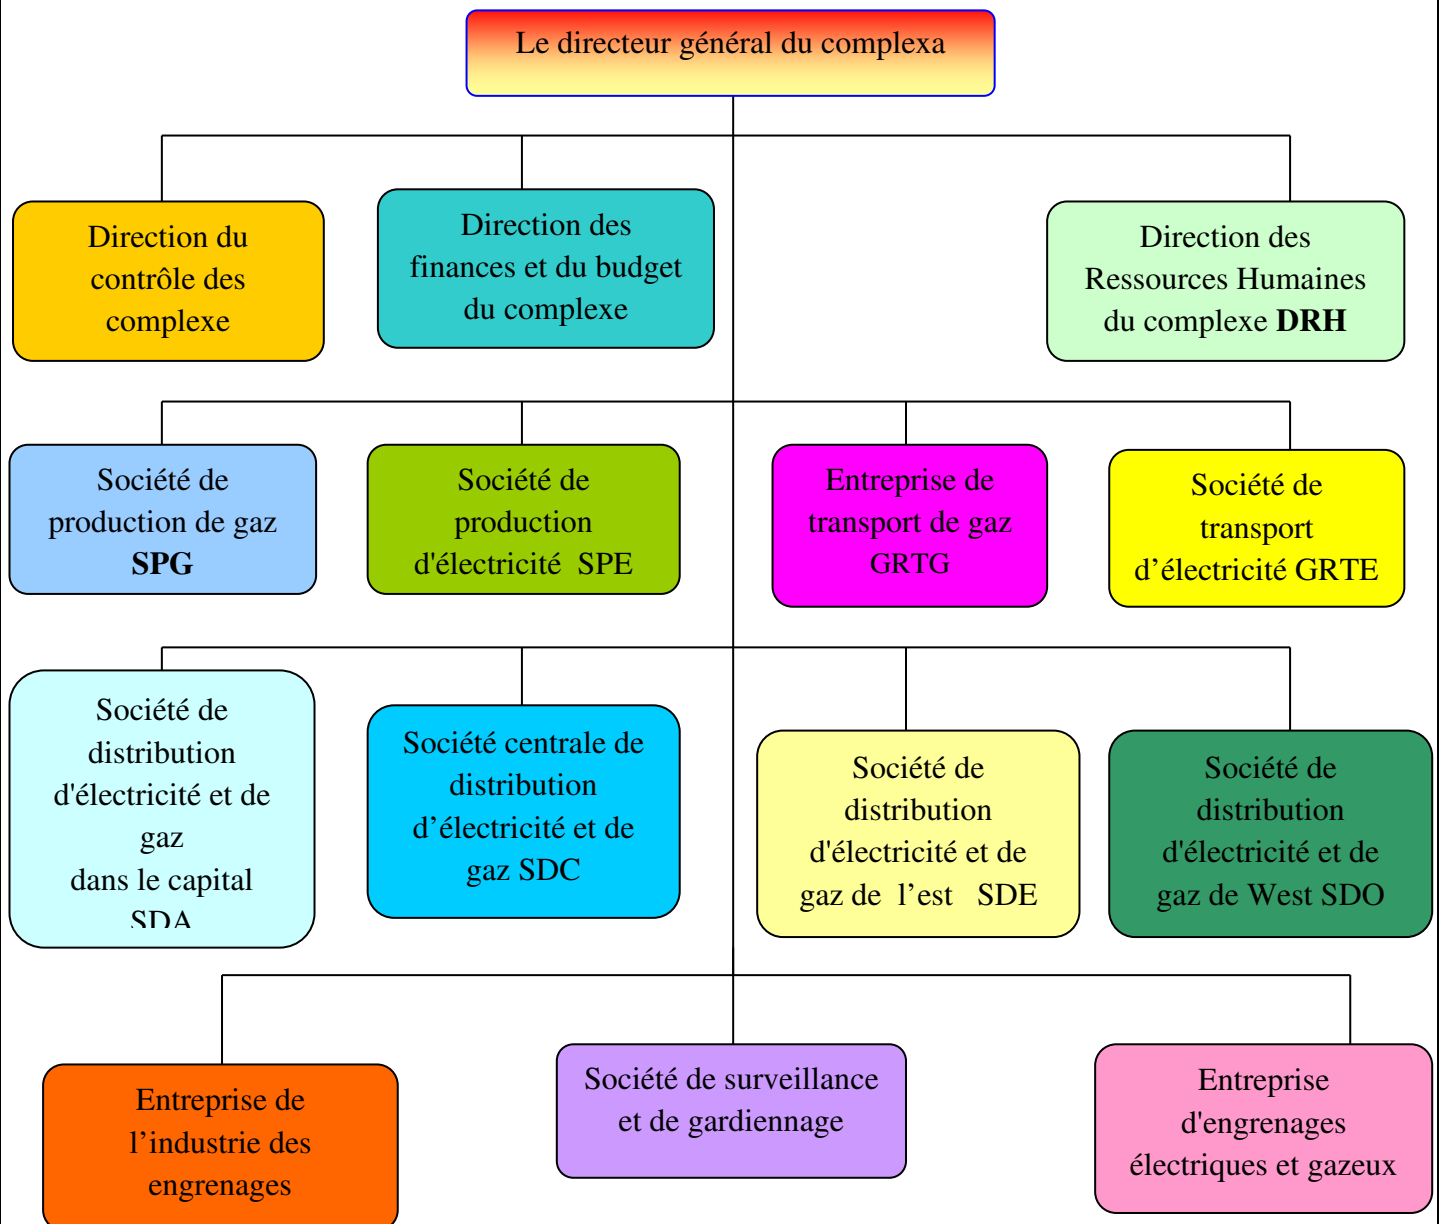 Le directeur général du complexa
Direction du
contrôle des
complexe
Direction des
finances et du budget
du complexe
Direction des
Ressources Humaines
du complexe DRH
Société de
production de gaz
SPG
Société de
production
d'électricité SPE
Entreprise de
transport de gaz
GRTG
Société de
transport
d’électricité GRTE
Société de
distribution
d'électricité et de
gaz
dans le capital
SDA
Société centrale de
distribution
d’électricité et de
gaz SDC
Société de
distribution
d'électricité et de
gaz de l’est SDE
Société de
distribution
d'électricité et de
gaz de West SDO
Entreprise de
l’industrie des
engrenages
Société de surveillance
et de gardiennage
Entreprise
d'engrenages
électriques et gazeux